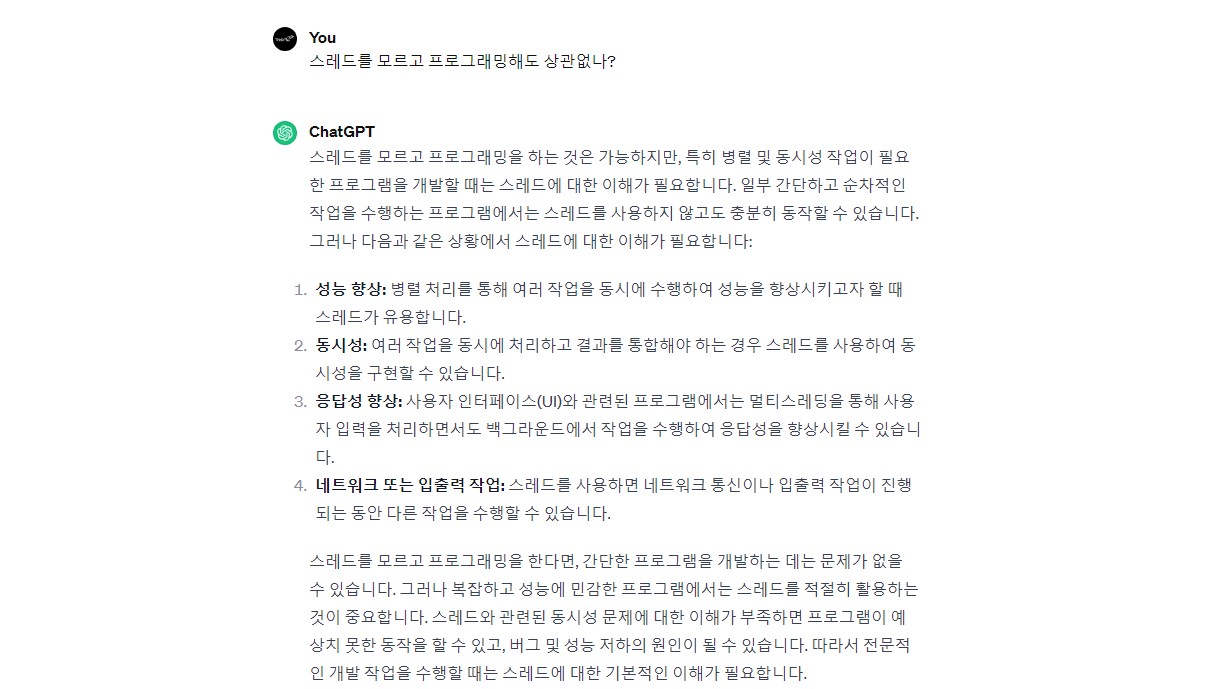 You
스레드를 모르고 프로그래밍해도 상관없나?
ChatGPT
스레드를 모르고 프로그래밍을 하는 것은 가능하지만, 특히 병렬 및 동시성 작업이 필요
한 프로그램을 개발할 때는 스레드에 대한 이해가 필요합니다. 일부 간단하고 순차적인
작업을 수행하는 프로그램에서는 스레드를 사용하지 않고도 충분히 동작할 수 있습니다.
그러나 다음과 같은 상황에서 스레드에 대한 이해가 필요합니다:
1. 성능 향상: 병렬 처리를 통해 여러 작업을 동시에 수행하여 성능을 향상시키고자 할 때
스레드가 유용합니다.
2. 동시성: 여러 작업을 동시에 처리하고 결과를 통합해야 하는 경우 스레드를 사용하여 동
시성을 구현할 수 있습니다.
3. 응답성 향상: 사용자 인터페이스(UI)와 관련된 프로그램에서는 멀티스레딩을 통해 사용
자 입력을 처리하면서도 백그라운드에서 작업을 수행하여 응답성을 향상시킬 수 있습니
다.
4. 네트워크 또는 입출력 작업: 스레드를 사용하면 네트워크 통신이나 입출력 작업이 진행
되는 동안 다른 작업을 수행할 수 있습니다.
스레드를 모르고 프로그래밍을 한다면, 간단한 프로그램을 개발하는 데는 문제가 없을
수 있습니다. 그러나 복잡하고 성능에 민감한 프로그램에서는 스레드를 적절히 활용하는
것이 중요합니다. 스레드와 관련된 동시성 문제에 대한 이해가 부족하면 프로그램이 예
상치 못한 동작을 할 수 있고, 버그 및 성능 저하의 원인이 될 수 있습니다. 따라서 전문적
인 개발 작업을 수행할 때는 스레드에 대한 기본적인 이해가 필요합니다.